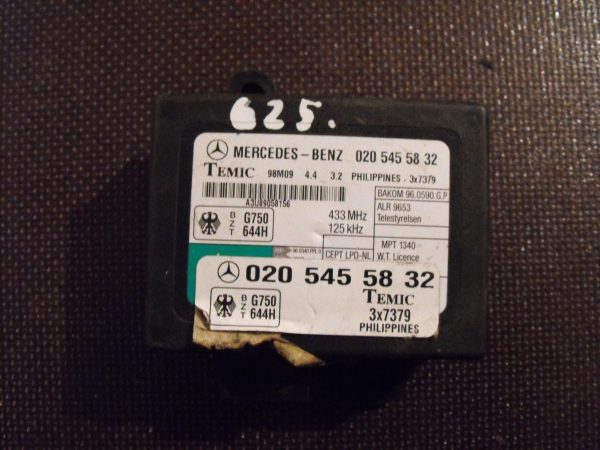 625.
MERCEDES-BENZ 020 545 58 32
TEMIC 98M09 4.4 3.2 PHILIPPINES - 3x7379
BAKOM 96.0590.G.P
A3U89058156
ALR 9653
Telestyrelsen
BZT G750 644H
433 MHz
125 kHz
MPT 1340
W.T. Licence
CEPT LPD-NL
020 545 58 32
BZT G750 644H
TEMIC
3x7379
PHILIPPINES